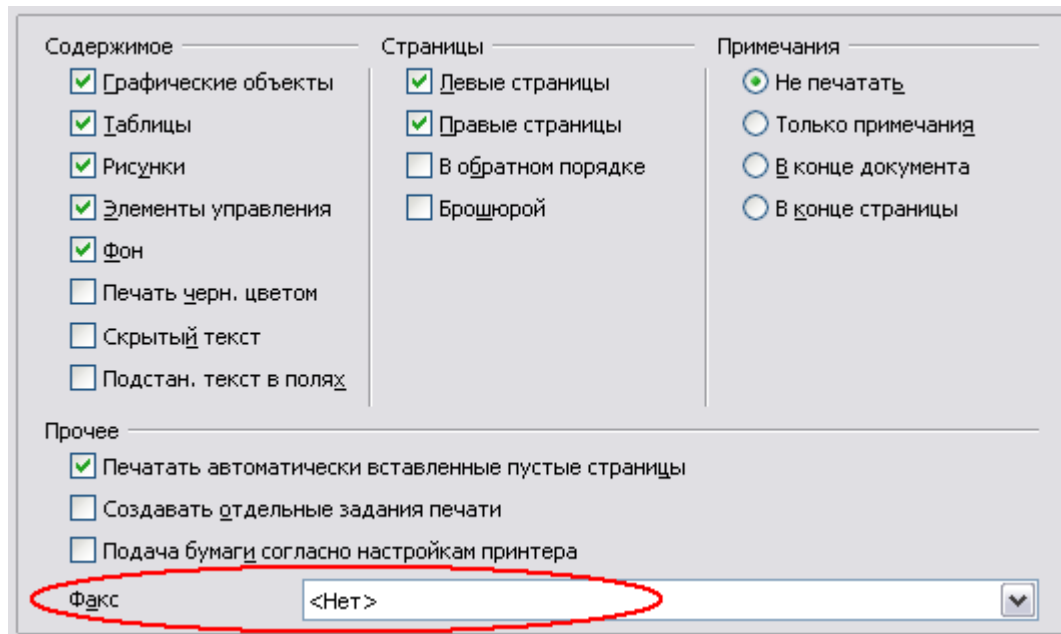 Содержимое
Графические объекты
Таблицы
Рисунки
Элементы управления
Фон
Печать черн. цветом
Скрытый текст
Подстан. текст в полях
Страницы
Левые страницы
Правые страницы
В обратном порядке
Брошюрой
Примечания
Не печатать
Только примечания
В конце документа
В конце страницы
Прочее
Печатать автоматически вставленные пустые страницы
Создавать отдельные задания печати
Подача бумаги согласно настройкам принтера
Факс <Нет>